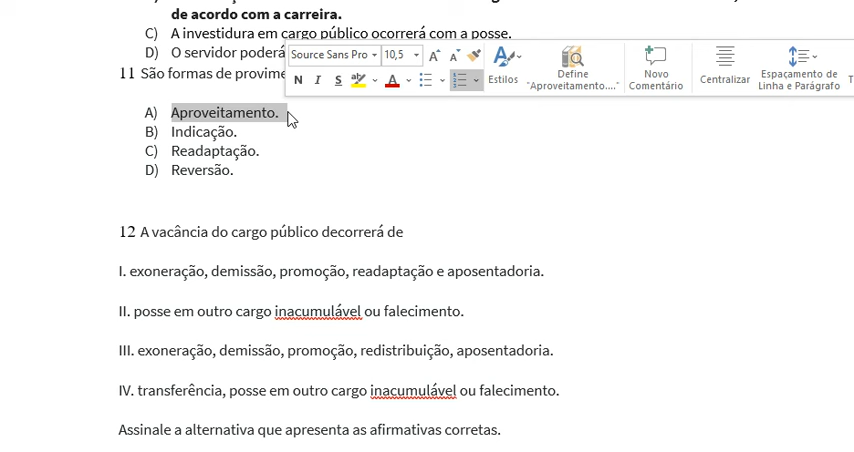 de acordo com a carreira.
C) A investidura em cargo público ocorrerá com a posse.
D) O servidor poderá
11 São formas de provime
Source Sans Pro 10,5
N I S aby A
Estilos
Define "Aproveitamento...."
Novo Comentário
Centralizar
Espaçamento de Linha e Parágrafo
A) Aproveitamento.
B) Indicação.
C) Readaptação.
D) Reversão.
12 A vacância do cargo público decorrerá de
I. exoneração, demissão, promoção, readaptação e aposentadoria.
II. posse em outro cargo inacumulável ou falecimento.
III. exoneração, demissão, promoção, redistribuição, aposentadoria.
IV. transferência, posse em outro cargo inacumulável ou falecimento.
Assinale a alternativa que apresenta as afirmativas corretas.